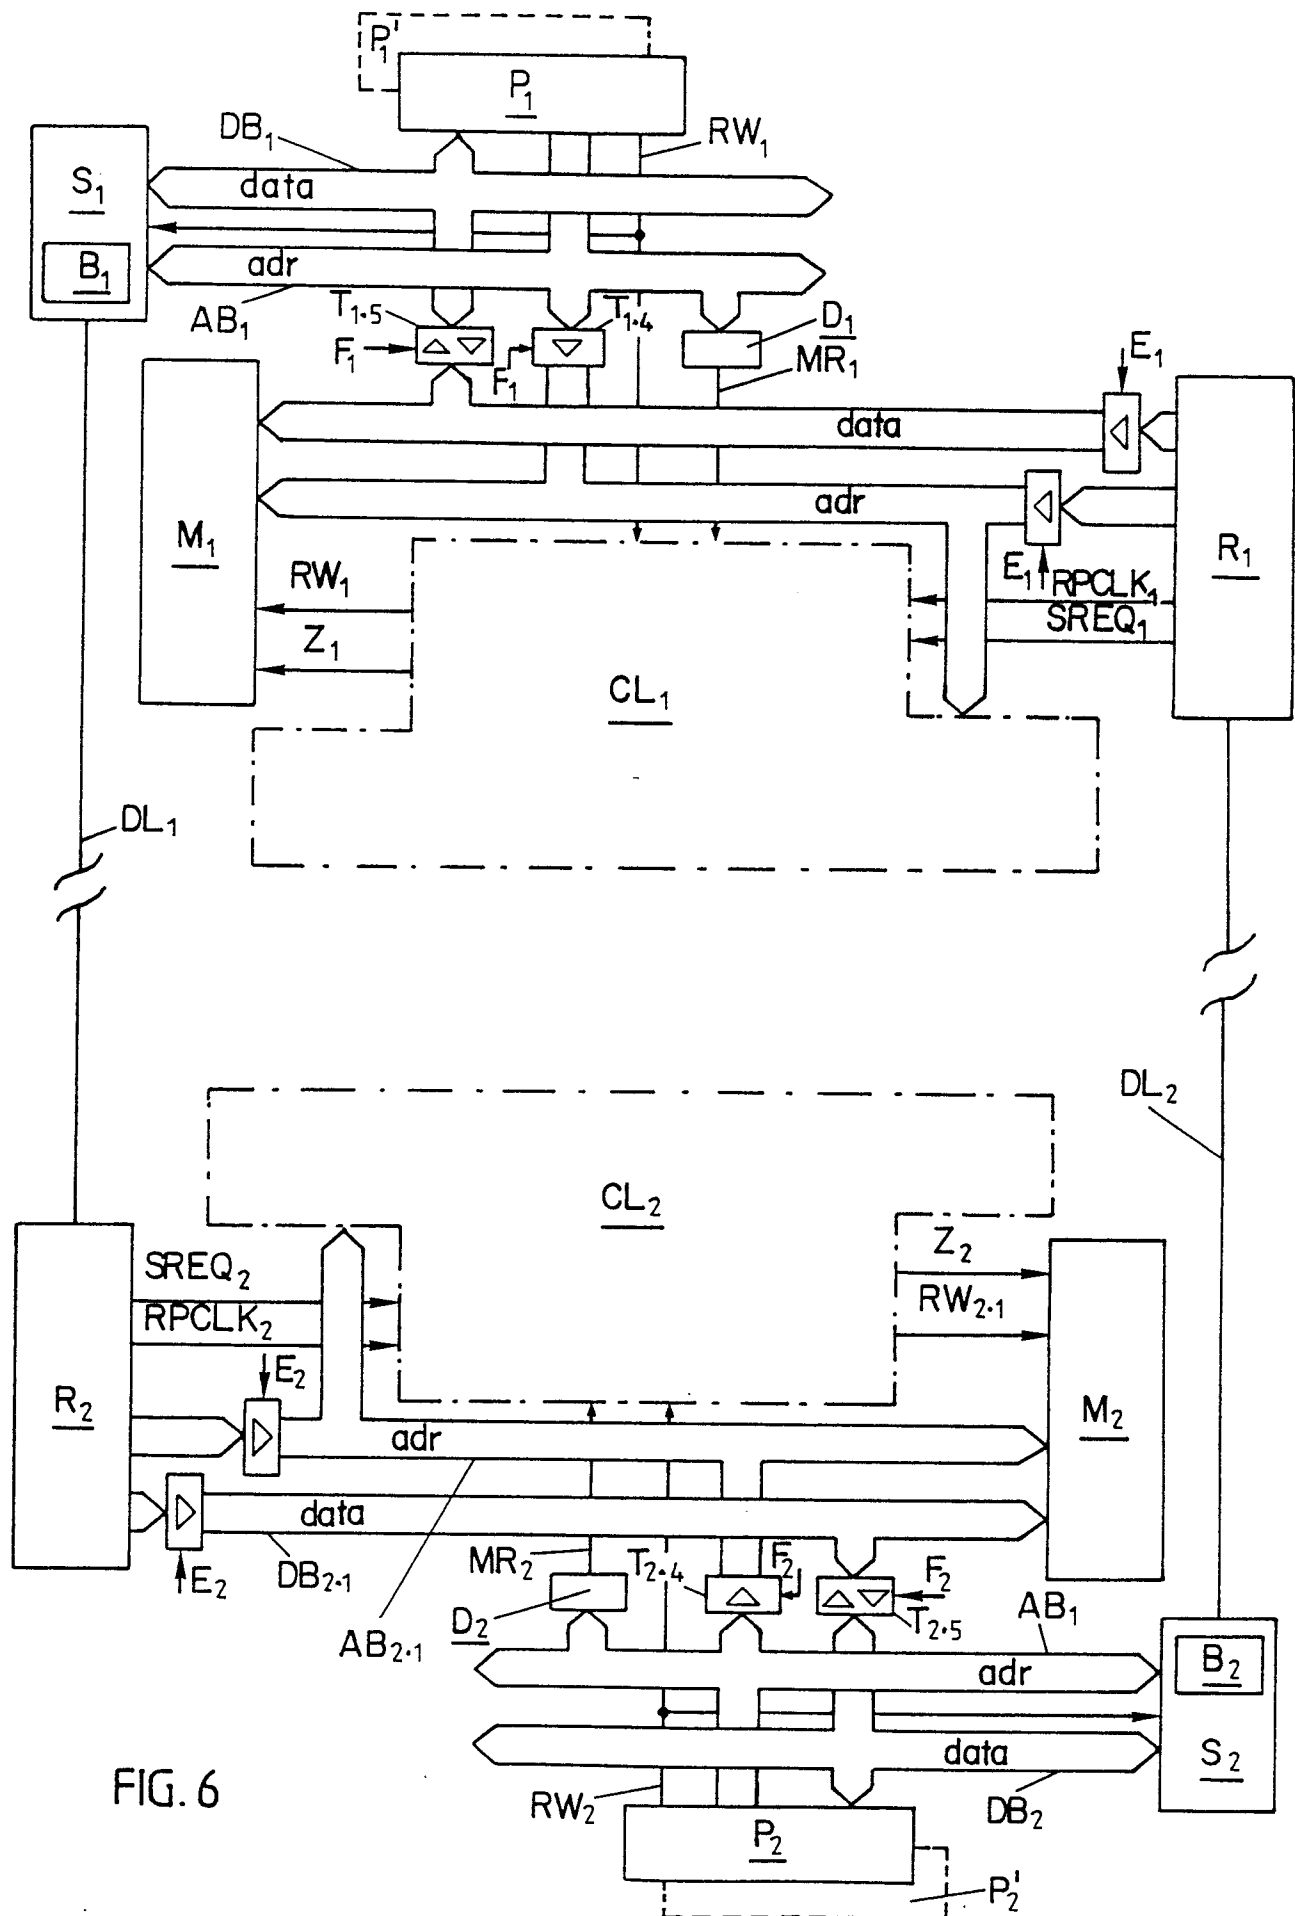 P₁'
P₁
DB₁
RW₁
S₁
data
B₁
adr
AB₁
T₁.₅
T₁.₄
D₁
F₁
F₁
MR₁
E₁
data
adr
M₁
R₁
E₁
RW₁
RPCLK₁
SREQ₁
Z₁
CL₁
DL₁
DL₂
CL₂
Z₂
SREQ₂
RW₂.₁
RPCLK₂
E₂
R₂
M₂
adr
data
E₂
DB₂.₁
MR₂
T₂.₄
F₂
F₂
D₂
T₂.₅
AB₁
AB₂.₁
B₂
adr
data
S₂
FIG. 6
RW₂
DB₂
P₂
P₂'